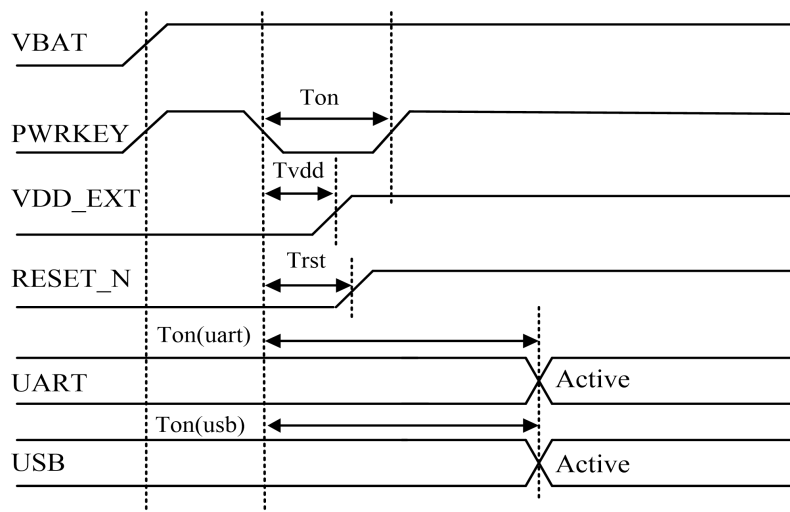 VBAT
Ton
PWRKEY
Tvdd
VDD_EXT
Trst
RESET_N
Ton(uart)
UART Active
Ton(usb)
USB Active